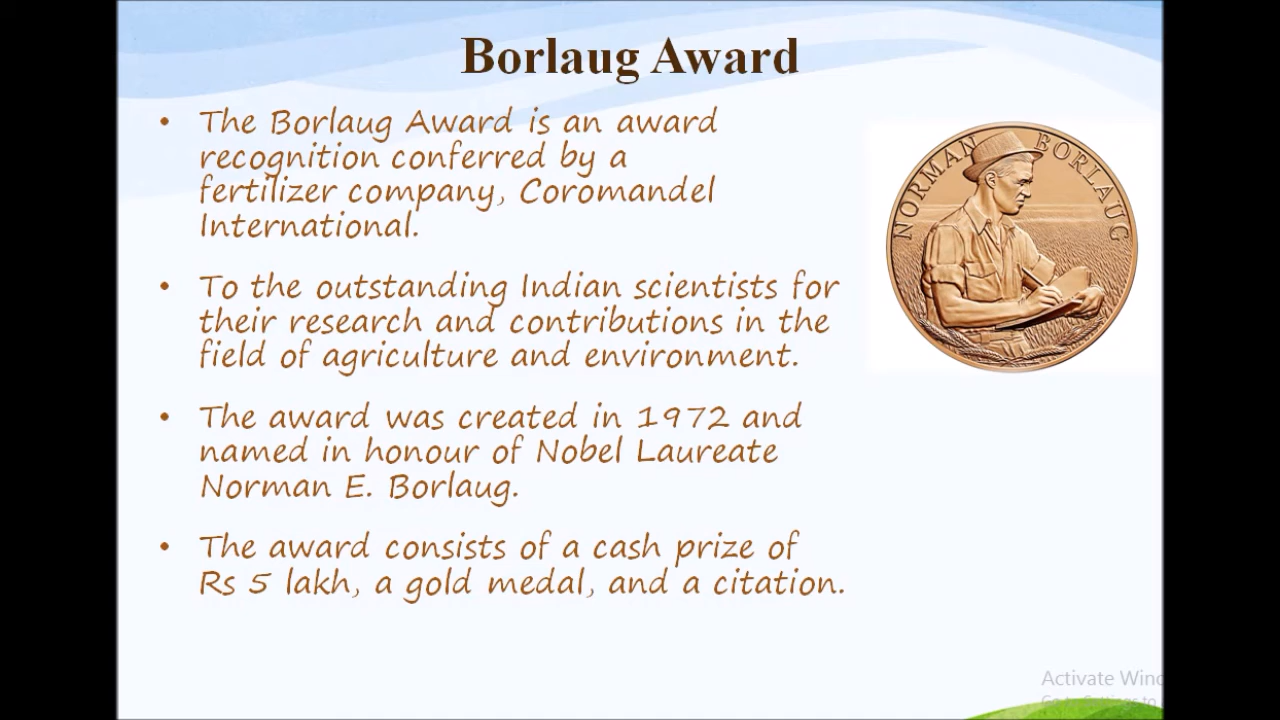 Borlaug Award
• The Borlaug Award is an award
recognition conferred by a
fertilizer company, Coromandel
International.
• To the outstanding Indian scientists for
their research and contributions in the
field of agriculture and environment.
• The award was created in 1972 and
named in honour of Nobel Laureate
Norman E. Borlaug.
• The award consists of a cash prize of
Rs 5 lakh, a gold medal, and a citation.
NORMAN BORLAUG
Activate Wind